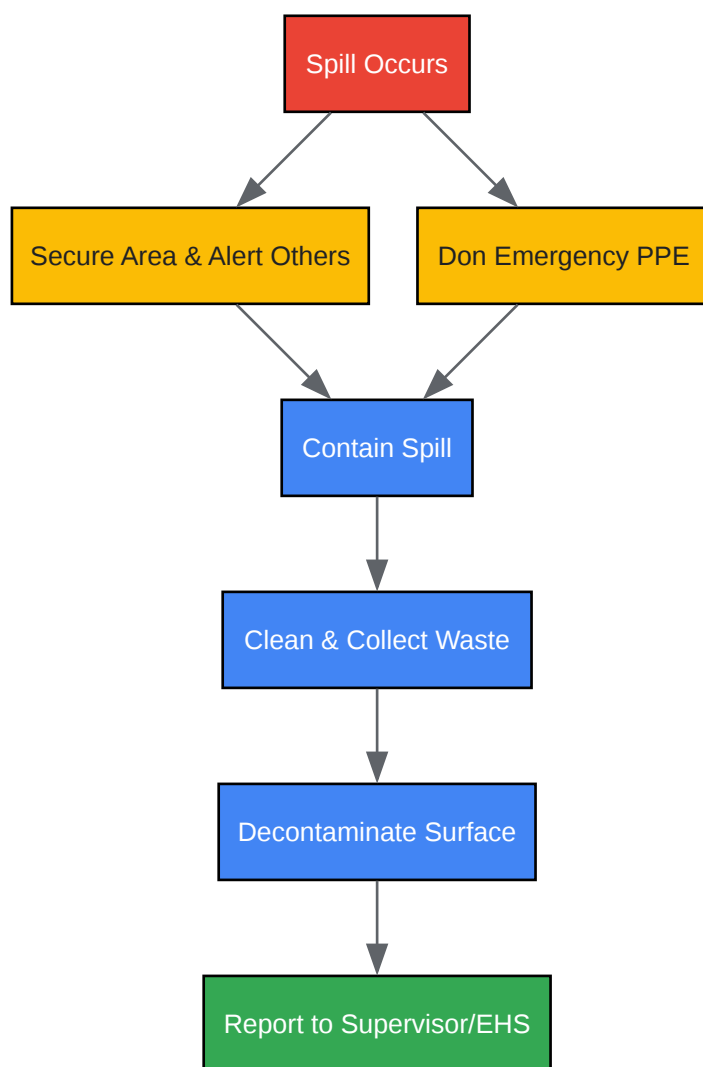 Spill Occurs
Secure Area & Alert Others
Don Emergency PPE
Contain Spill
Clean & Collect Waste
Decontaminate Surface
Report to Supervisor/EHS